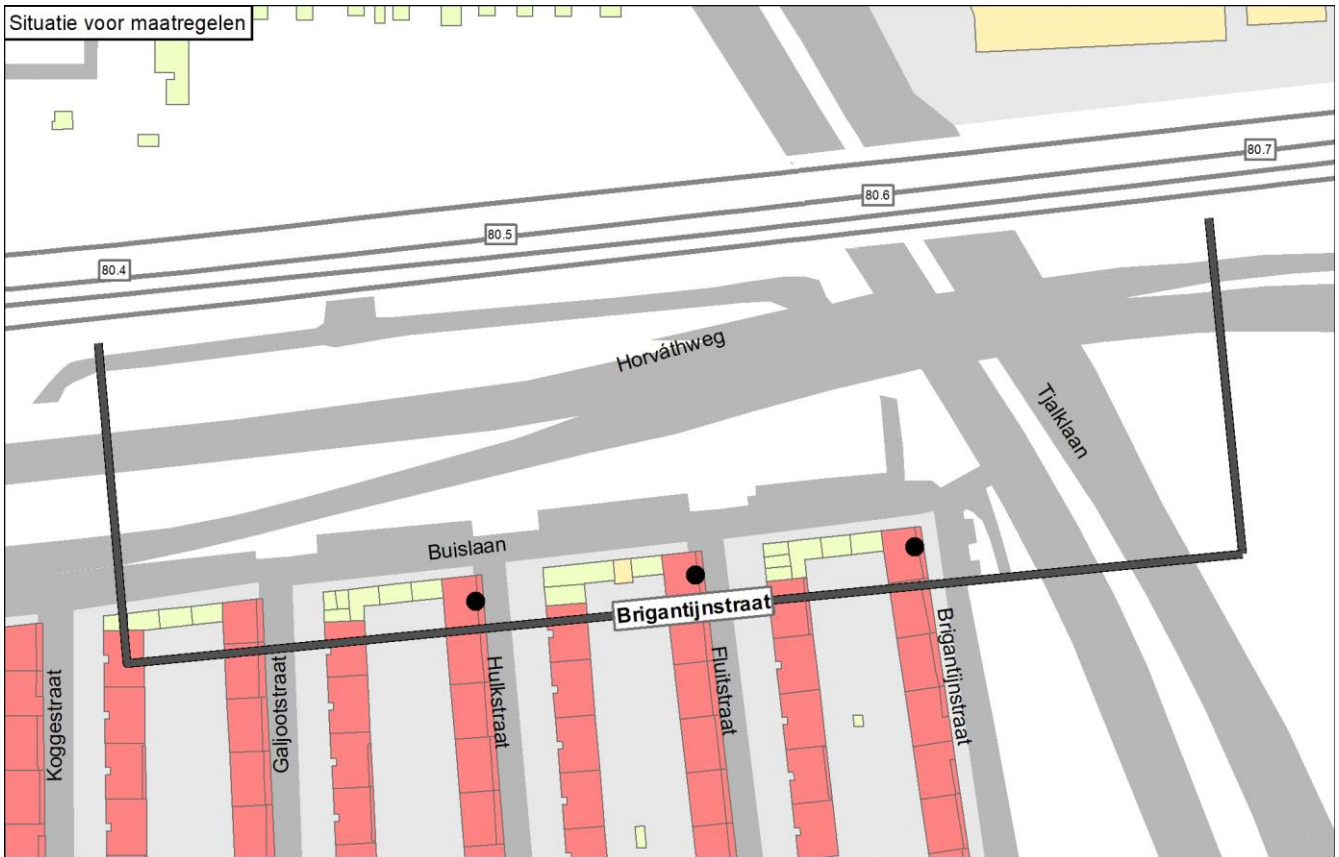 Situatie voor maatregelen
80.7
80.6
80.5
80.4
Horváthweg
Tjalklaan
Buislaan
Brigantijnstraat
Koggestraat
Galjootstraat
Hulkstraat
Fluitstraat
Brigantijnstraat